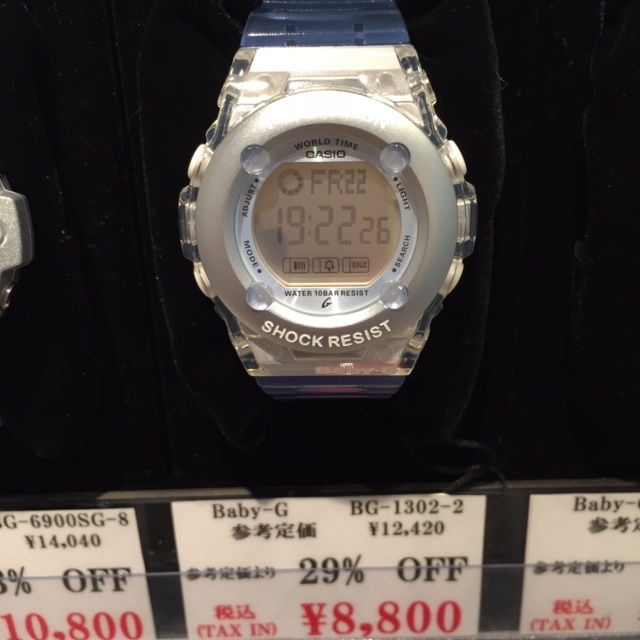 WORLD TIME
CASIO
ADJUST
LIGHT
FR 22
19:22 26
MODE
SEARCH
SNZ
WATER 10BAR RESIST
G
SHOCK RESIST
BG-6900SG-8
¥14,040
% OFF
10,800
Baby-G BG-1302-2
参考定価 ¥12,420
参考定価より 29% OFF
税込
(TAX IN) ¥8,800
Baby-
参考定
参考定価より
税込
(TAX IN)